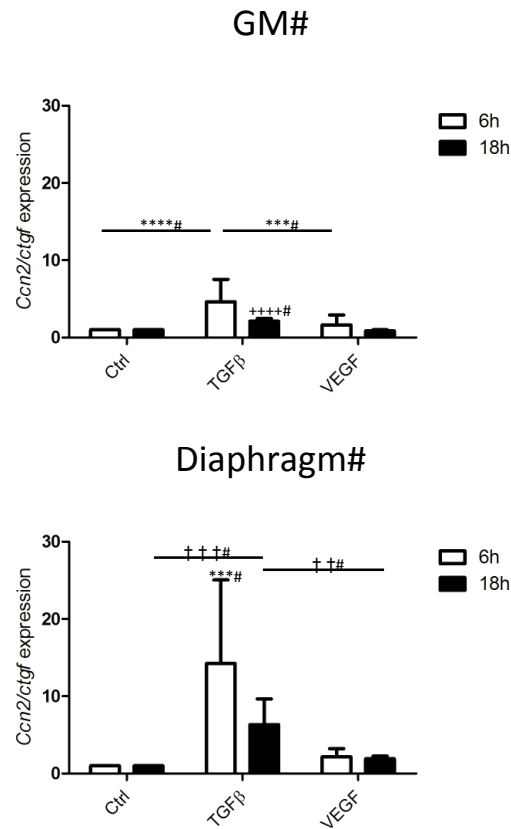 GM#
30
20
10
0
Ccn2/ctgf expression
6h
18h
****#
***#
++++#
Ctrl
TGFβ
VEGF
Diaphragm#
30
20
10
0
Ccn2/ctgf expression
6h
18h
†††#
††#
***#
Ctrl
TGFβ
VEGF